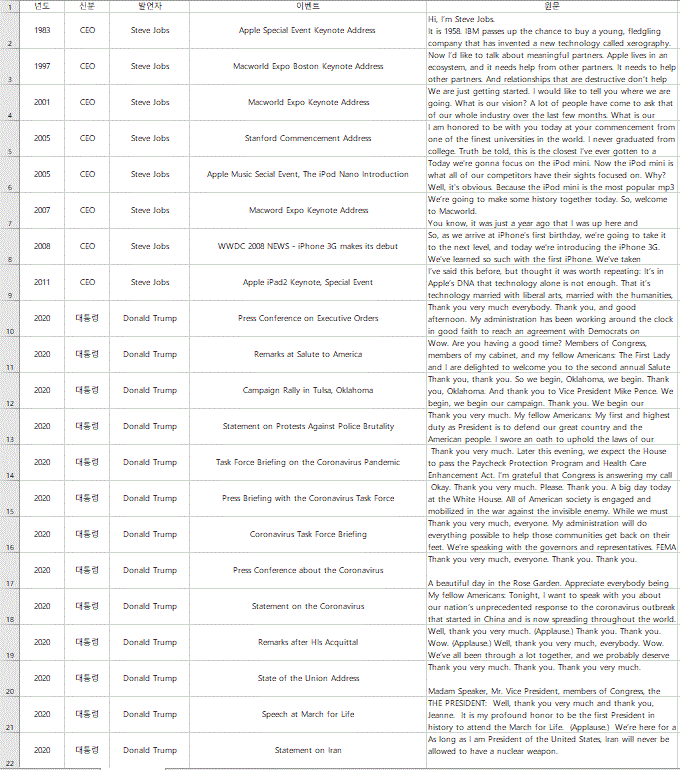 1 년도 신분 발언자 이벤트 원문
2 1983 CEO Steve Jobs Apple Special Event Keynote Address Hi, I'm Steve Jobs.
It is 1958. IBM passes up the chance to buy a young, fledgling
company that has invented a new technology called xerography.
3 1997 CEO Steve Jobs Macworld Expo Boston Keynote Address Now I'd like to talk about meaningful partners. Apple lives in an
ecosystem, and it needs help from other partners. It needs to help
other partners. And relationships that are destructive don't help
4 2001 CEO Steve Jobs Macworld Expo Keynote Address We are just getting started. I would like to tell you where we are
going. What is our vision? A lot of people have come to ask that
of our whole industry over the last few months. What is our
5 2005 CEO Steve Jobs Stanford Commencement Address I am honored to be with you today at your commencement from
one of the finest universities in the world. I never graduated from
college. Truth be told, this is the closest I've ever gotten to a
6 2005 CEO Steve Jobs Apple Music Secial Event, The iPod Nano Introduction Today we're gonna focus on the iPod mini. Now the iPod mini is
what all of our competitors have their sights focused on. Why?
Well, it's obvious. Because the iPod mini is the most popular mp3
7 2007 CEO Steve Jobs Macword Expo Keynote Address We're going to make some history together today. So, welcome
to Macworld.
You know, it was just a year ago that I was up here and
8 2008 CEO Steve Jobs WWDC 2008 NEWS - iPhone 3G makes its debut So, as we arrive at iPhone's first birthday, we're going to take it
to the next level, and today we're introducing the iPhone 3G.
We've learned so such with the first iPhone. We've taken
9 2011 CEO Steve Jobs Apple iPad2 Keynote, Special Event I've said this before, but thought it was worth repeating: It's in
Apple's DNA that technology alone is not enough. That it's
technology married with liberal arts, married with the humanities,
10 2020 대통령 Donald Trump Press Conference on Executive Orders Thank you very much everybody. Thank you, and good
afternoon. My administration has been working around the clock
in good faith to reach an agreement with Democrats on
11 2020 대통령 Donald Trump Remarks at Salute to America Wow. Are you having a good time? Members of Congress,
members of my cabinet, and my fellow Americans: The First Lady
and I are delighted to welcome you to the second annual Salute
12 2020 대통령 Donald Trump Campaign Rally in Tulsa, Oklahoma Thank you, thank you. So we begin, Oklahoma, we begin. Thank
you, Oklahoma. And thank you to Vice President Mike Pence. We
begin, we begin our campaign. Thank you. We begin our
13 2020 대통령 Donald Trump Statement on Protests Against Police Brutality Thank you very much. My fellow Americans: My first and highest
duty as President is to defend our great country and the
American people. I swore an oath to uphold the laws of our
14 2020 대통령 Donald Trump Task Force Briefing on the Coronavirus Pandemic Thank you very much. Later this evening, we expect the House
to pass the Paycheck Protection Program and Health Care
Enhancement Act. I'm grateful that Congress is answering my call
15 2020 대통령 Donald Trump Press Briefing with the Coronavirus Task Force Okay. Thank you very much. Please. Thank you. A big day today
at the White House. All of American society is engaged and
mobilized in the war against the invisible enemy. While we must
16 2020 대통령 Donald Trump Coronavirus Task Force Briefing Thank you very much, everyone. My administration will do
everything possible to help those communities get back on their
feet. We're speaking with the governors and representatives. FEMA
17 2020 대통령 Donald Trump Press Conference about the Coronavirus Thank you very much, everyone. Thank you. Thank you.
A beautiful day in the Rose Garden. Appreciate everybody being
18 2020 대통령 Donald Trump Statement on the Coronavirus My fellow Americans: Tonight, I want to speak with you about
our nation's unprecedented response to the coronavirus outbreak
that started in China and is now spreading throughout the world.
19 2020 대통령 Donald Trump Remarks after HIs Acquittal Well, thank you very much. (Applause.) Thank you. Thank you.
Wow. (Applause.) Well, thank you very much, everybody. Wow.
We've all been through a lot together, and we probably deserve
20 2020 대통령 Donald Trump State of the Union Address Thank you very much. Thank you. Thank you very much.
Madam Speaker, Mr. Vice President, members of Congress, the
21 2020 대통령 Donald Trump Speech at March for Life THE PRESIDENT: Well, thank you very much and thank you,
Jeanne. It is my profound honor to be the first President in
history to attend the March for Life. (Applause.) We're here for a
22 2020 대통령 Donald Trump Statement on Iran As long as I am President of the United States, Iran will never be
allowed to have a nuclear weapon.